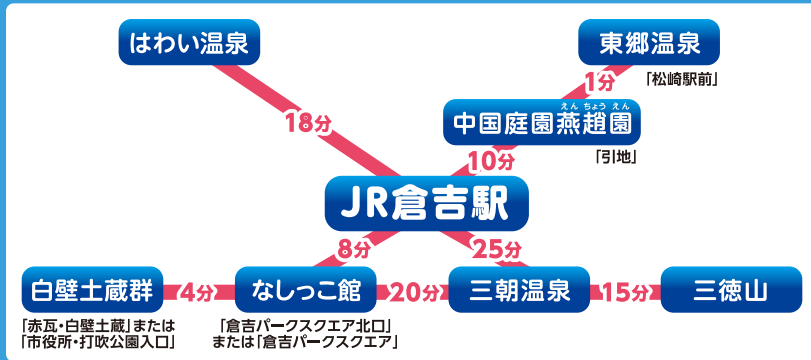 はわい温泉
東郷温泉
「松崎駅前」
1分
えんちょうえん
中国庭園燕趙園
「引地」
18分
10分
JR倉吉駅
8分
25分
白壁土蔵群
4分
なしっこ館
20分
三朝温泉
15分
三徳山
「赤瓦・白壁土蔵」または
「市役所・打吹公園入口」
「倉吉パークスクエア北口」
または「倉吉パークスクエア」